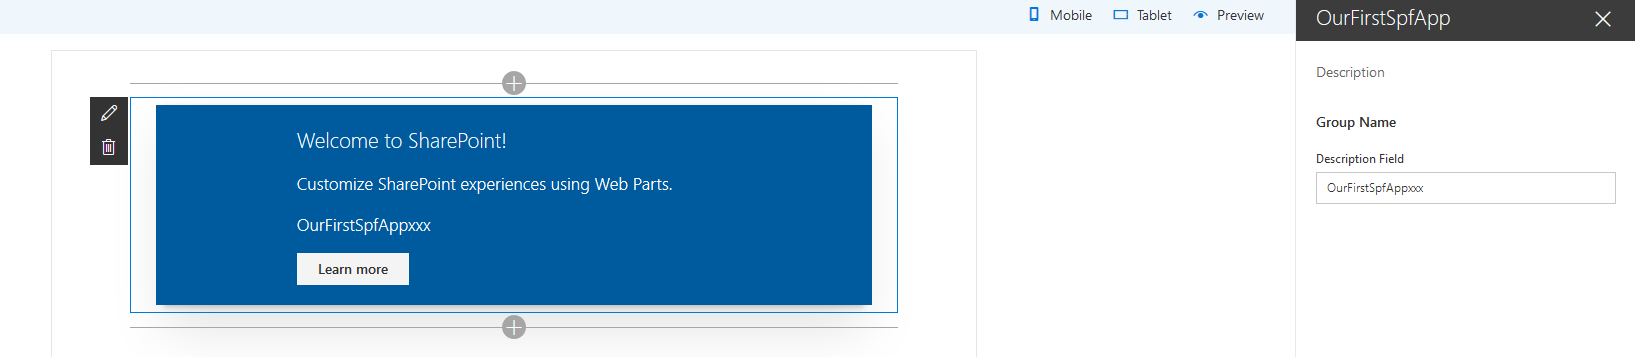 Mobile
Tablet
Preview
OurFirstSpfApp
Welcome to SharePoint!
Customize SharePoint experiences using Web Parts.
OurFirstSpfAppxxx
Learn more
Description
Group Name
Description Field
OurFirstSpfAppxxx